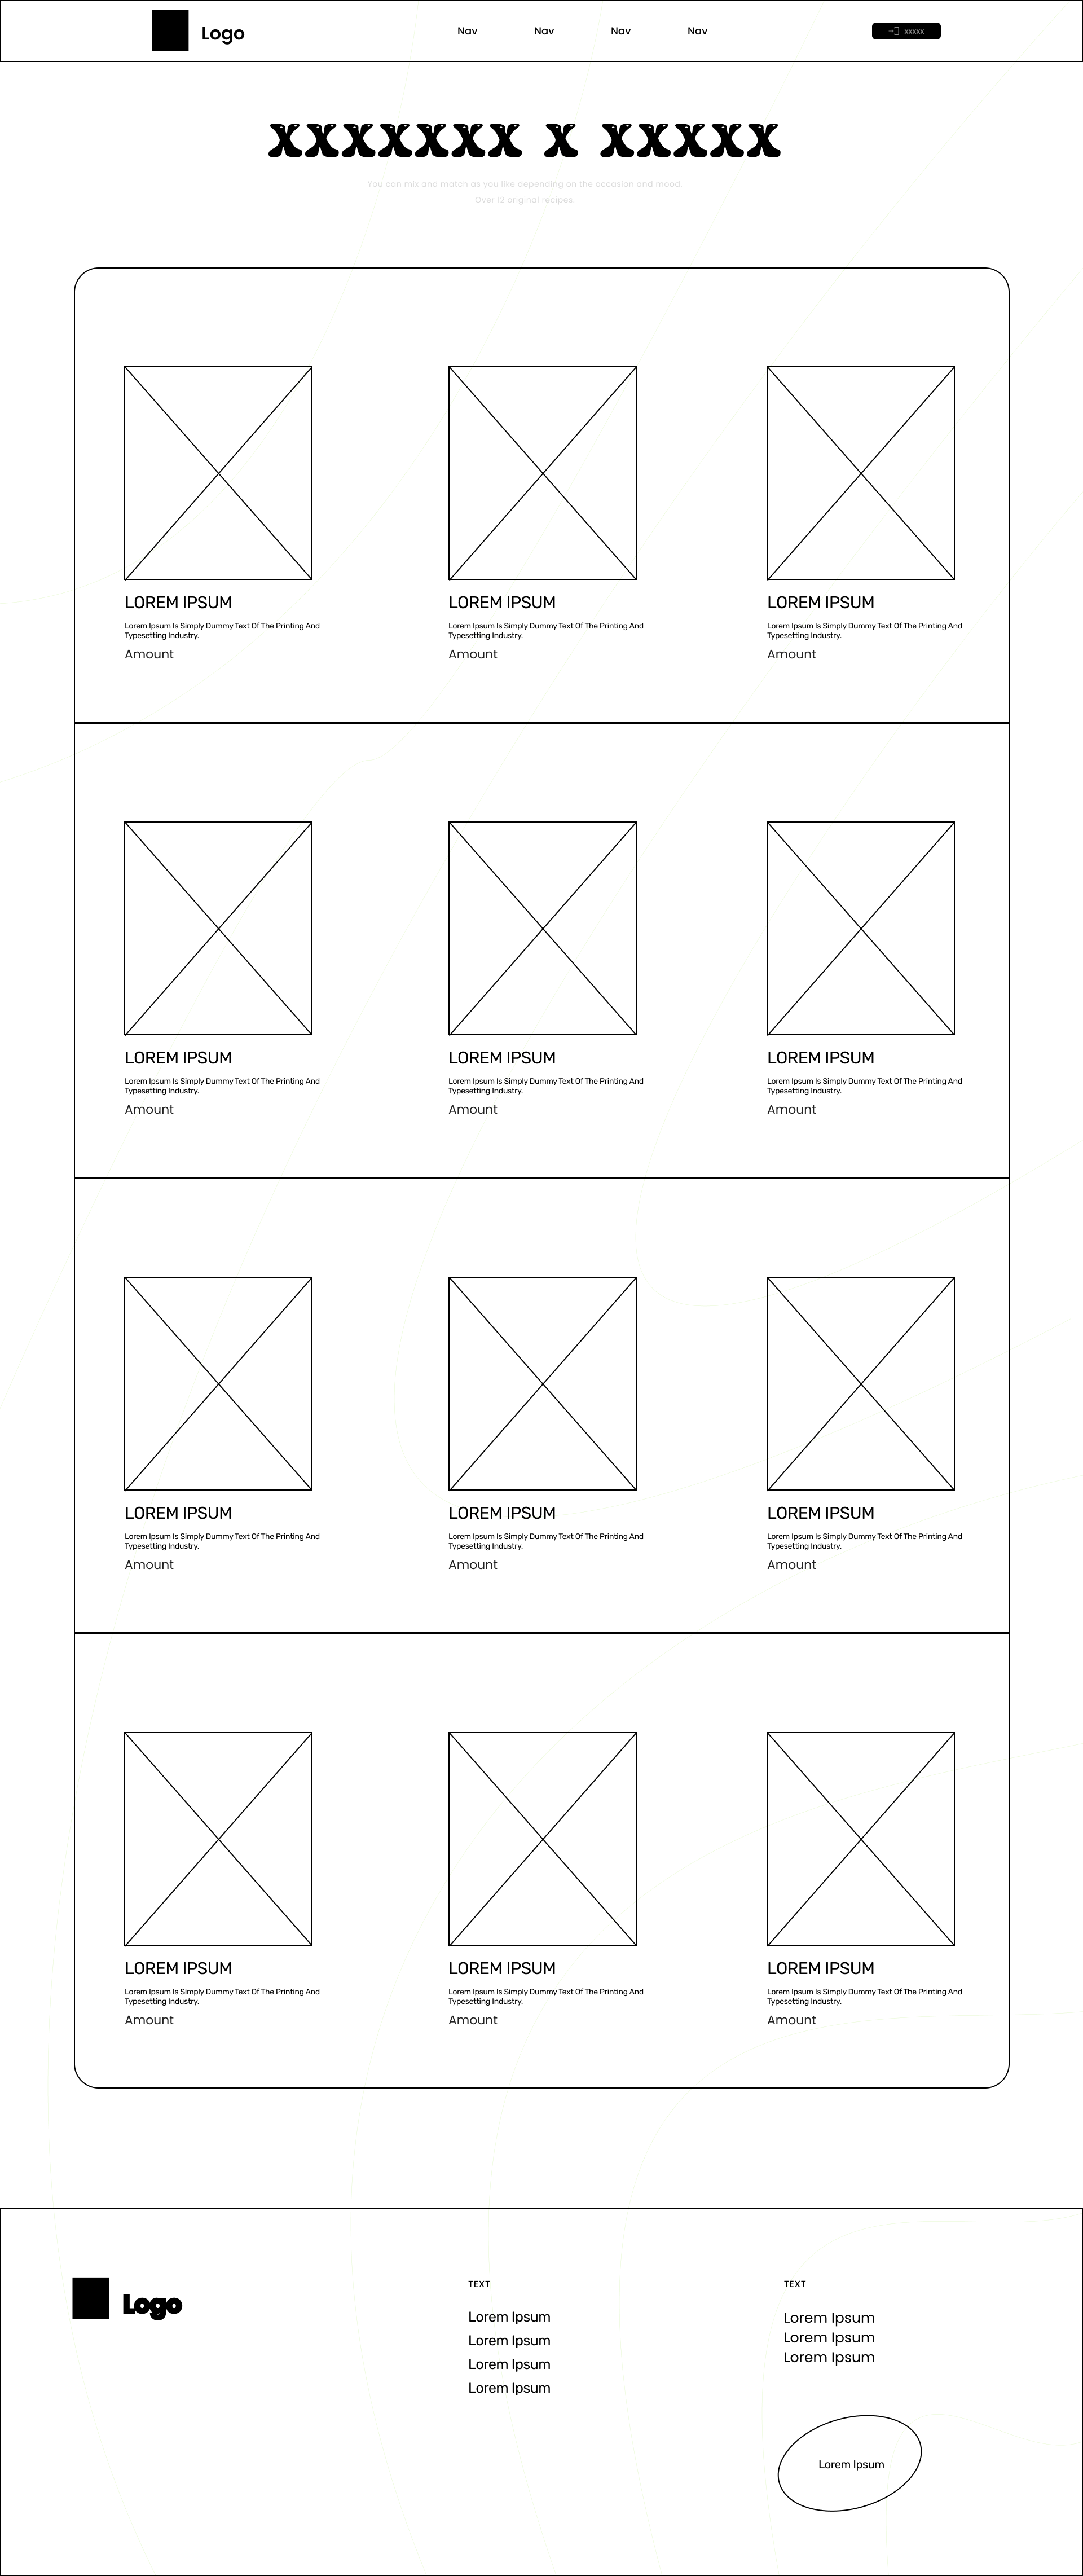 Logo
Nav Nav Nav Nav
xxxxx
xxxxxxx x xxxxx
You can mix and match as you like depending on the occasion and mood.
Over 12 original recipes.
LOREM IPSUM
Lorem Ipsum Is Simply Dummy Text Of The Printing And
Typesetting Industry.
Amount
LOREM IPSUM
Lorem Ipsum Is Simply Dummy Text Of The Printing And
Typesetting Industry.
Amount
LOREM IPSUM
Lorem Ipsum Is Simply Dummy Text Of The Printing And
Typesetting Industry.
Amount
LOREM IPSUM
Lorem Ipsum Is Simply Dummy Text Of The Printing And
Typesetting Industry.
Amount
LOREM IPSUM
Lorem Ipsum Is Simply Dummy Text Of The Printing And
Typesetting Industry.
Amount
LOREM IPSUM
Lorem Ipsum Is Simply Dummy Text Of The Printing And
Typesetting Industry.
Amount
LOREM IPSUM
Lorem Ipsum Is Simply Dummy Text Of The Printing And
Typesetting Industry.
Amount
LOREM IPSUM
Lorem Ipsum Is Simply Dummy Text Of The Printing And
Typesetting Industry.
Amount
LOREM IPSUM
Lorem Ipsum Is Simply Dummy Text Of The Printing And
Typesetting Industry.
Amount
LOREM IPSUM
Lorem Ipsum Is Simply Dummy Text Of The Printing And
Typesetting Industry.
Amount
LOREM IPSUM
Lorem Ipsum Is Simply Dummy Text Of The Printing And
Typesetting Industry.
Amount
LOREM IPSUM
Lorem Ipsum Is Simply Dummy Text Of The Printing And
Typesetting Industry.
Amount
Logo
TEXT
Lorem Ipsum
Lorem Ipsum
Lorem Ipsum
Lorem Ipsum
TEXT
Lorem Ipsum
Lorem Ipsum
Lorem Ipsum
Lorem Ipsum